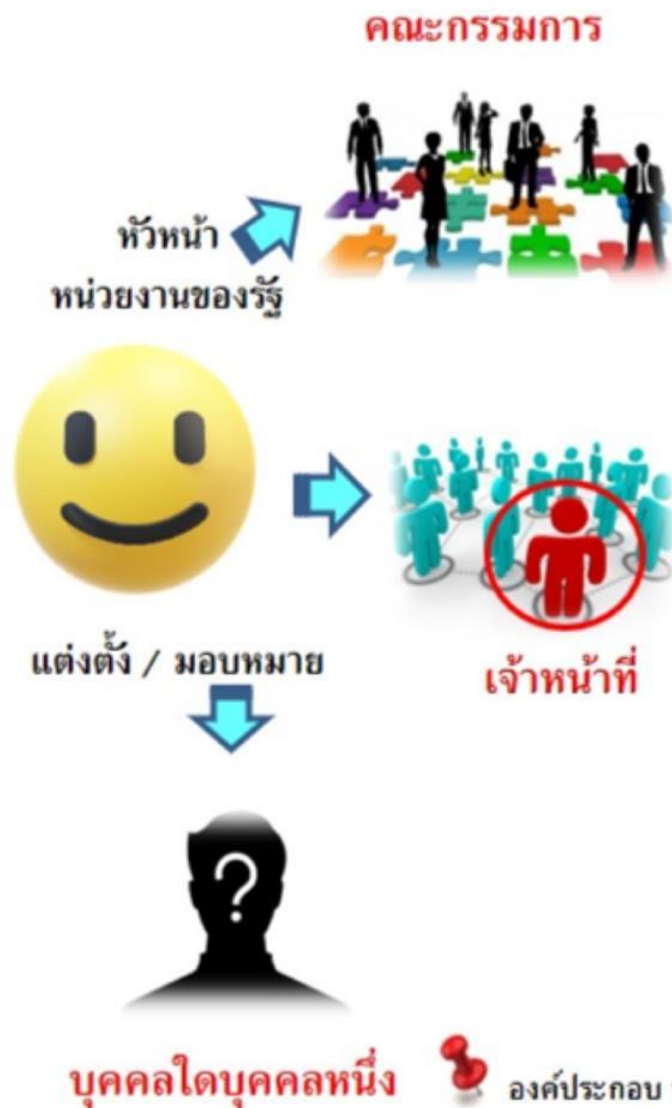 คณะกรรมการ
หัวหน้า
หน่วยงานของรัฐ
แต่งตั้ง / มอบหมาย
เจ้าหน้าที่
?
บุคคลใดบุคคลหนึ่ง
องค์ประกอบ